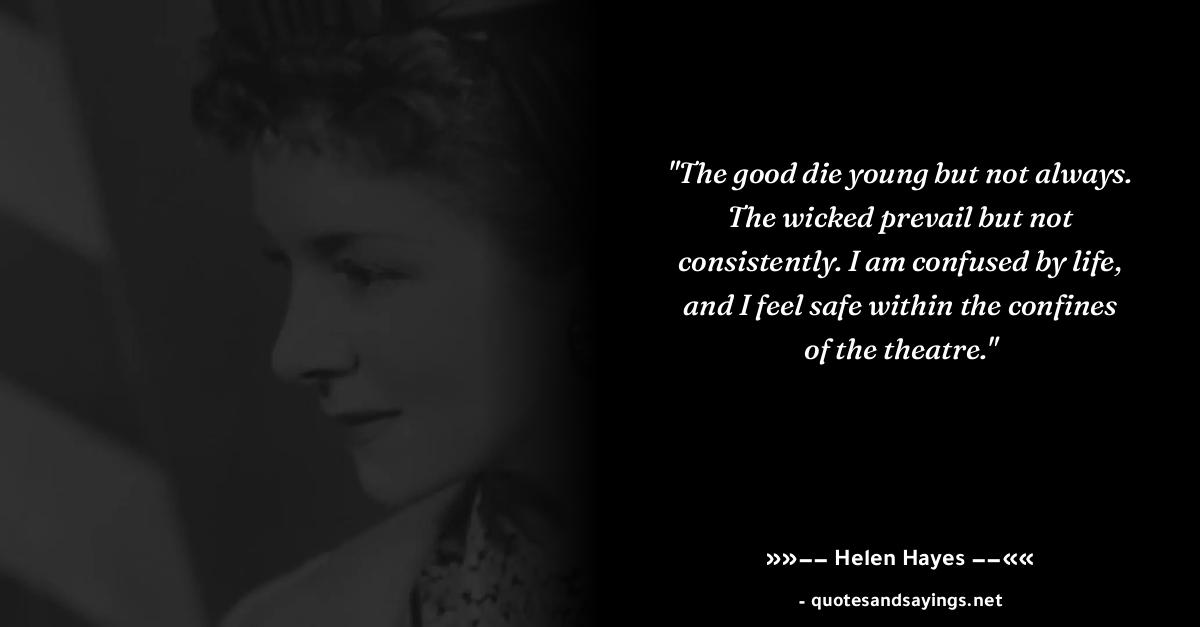 "The good die young but not always.
The wicked prevail but not
consistently. I am confused by life,
and I feel safe within the confines
of the theatre."
»»−− Helen Hayes −−««
- quotesandsayings.net